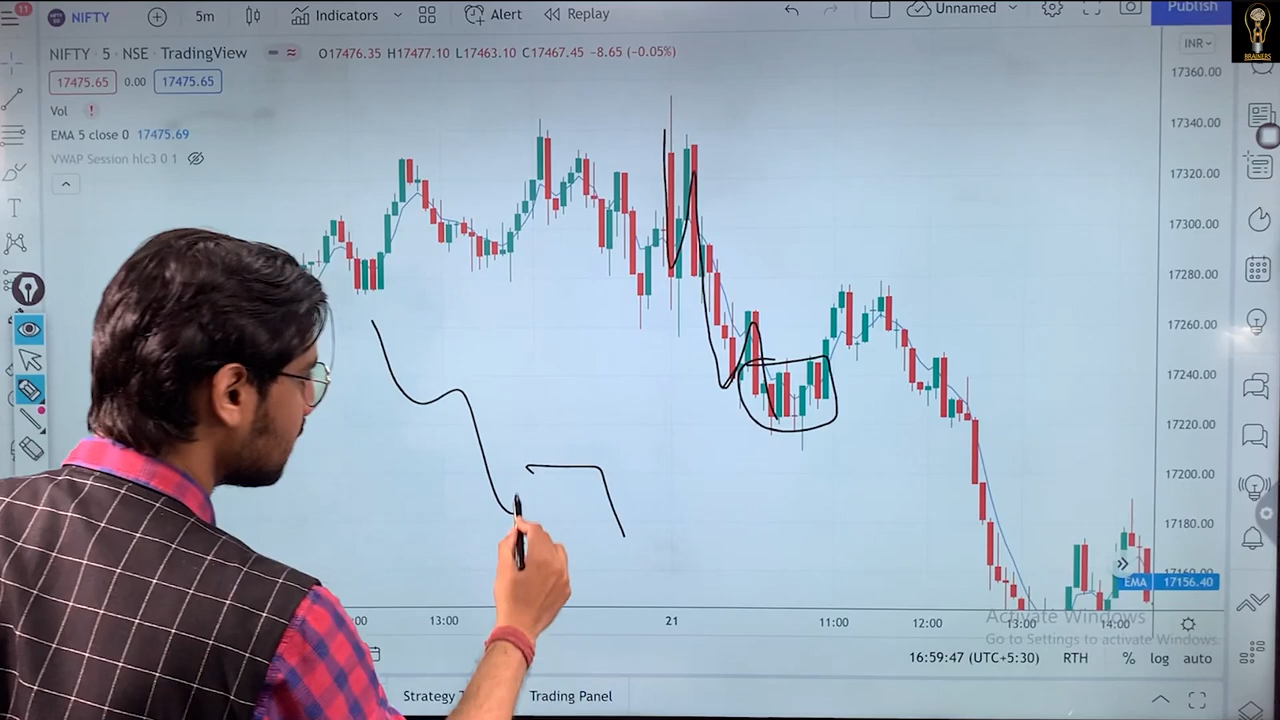 11
NIFTY
5m
Indicators
Alert
Replay
Unnamed
Publish
BRAINERS
NIFTY · 5 · NSE · TradingView
O17476.35 H17477.10 L17463.10 C17467.45 −8.65 (−0.05%)
INR
17475.65 0.00 17475.65
Vol
EMA 5 close 0 17475.69
VWAP Session hlc3 0 1
17360.00
17340.00
17320.00
17300.00
17280.00
17260.00
17240.00
17220.00
17200.00
17180.00
17160.00
EMA 17156.40
:00
13:00
21
11:00
12:00
13:00
14:00
Activate Windows
Go to Settings to activate Windows.
16:59:47 (UTC+5:30)
RTH
%
log
auto
Strategy T
Trading Panel